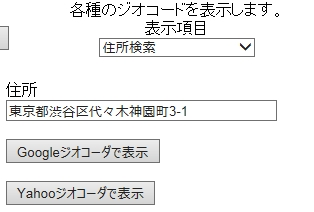 各種のジオコードを表示します。
表示項目
住所検索
住所
東京都渋谷区代々木神園町3-1
Googleジオコーダで表示
Yahooジオコーダで表示